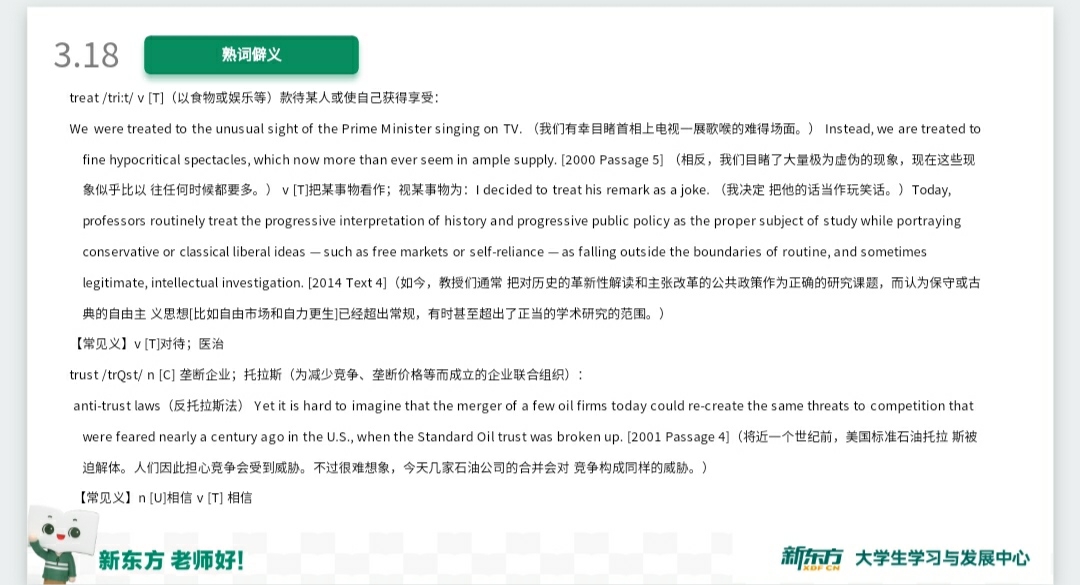 3.18
熟词僻义
treat /tri:t/ v [T]（以食物或娱乐等）款待某人或使自己获得享受：
We were treated to the unusual sight of the Prime Minister singing on TV. （我们有幸目睹首相上电视一展歌喉的难得场面。） Instead, we are treated to
fine hypocritical spectacles, which now more than ever seem in ample supply. [2000 Passage 5] （相反，我们目睹了大量极为虚伪的现象，现在这些现
象似乎比以 往任何时候都要多。） v [T]把某事物看作；视某事物为：I decided to treat his remark as a joke. （我决定 把他的话当作玩笑话。）Today,
professors routinely treat the progressive interpretation of history and progressive public policy as the proper subject of study while portraying
conservative or classical liberal ideas — such as free markets or self-reliance — as falling outside the boundaries of routine, and sometimes
legitimate, intellectual investigation. [2014 Text 4]（如今，教授们通常 把对历史的革新性解读和主张改革的公共政策作为正确的研究课题，而认为保守或古
典的自由主 义思想[比如自由市场和自力更生]已经超出常规，有时甚至超出了正当的学术研究的范围。）
【常见义】v [T]对待；医治
trust /trQst/ n [C] 垄断企业；托拉斯（为减少竞争、垄断价格等而成立的企业联合组织）：
anti-trust laws（反托拉斯法） Yet it is hard to imagine that the merger of a few oil firms today could re-create the same threats to competition that
were feared nearly a century ago in the U.S., when the Standard Oil trust was broken up. [2001 Passage 4]（将近一个世纪前，美国标准石油托拉 斯被
迫解体。人们因此担心竞争会受到威胁。不过很难想象，今天几家石油公司的合并会对 竞争构成同样的威胁。）
【常见义】n [U]相信 v [T] 相信
新东方 老师好！
新东方 XDF.CN 大学生学习与发展中心